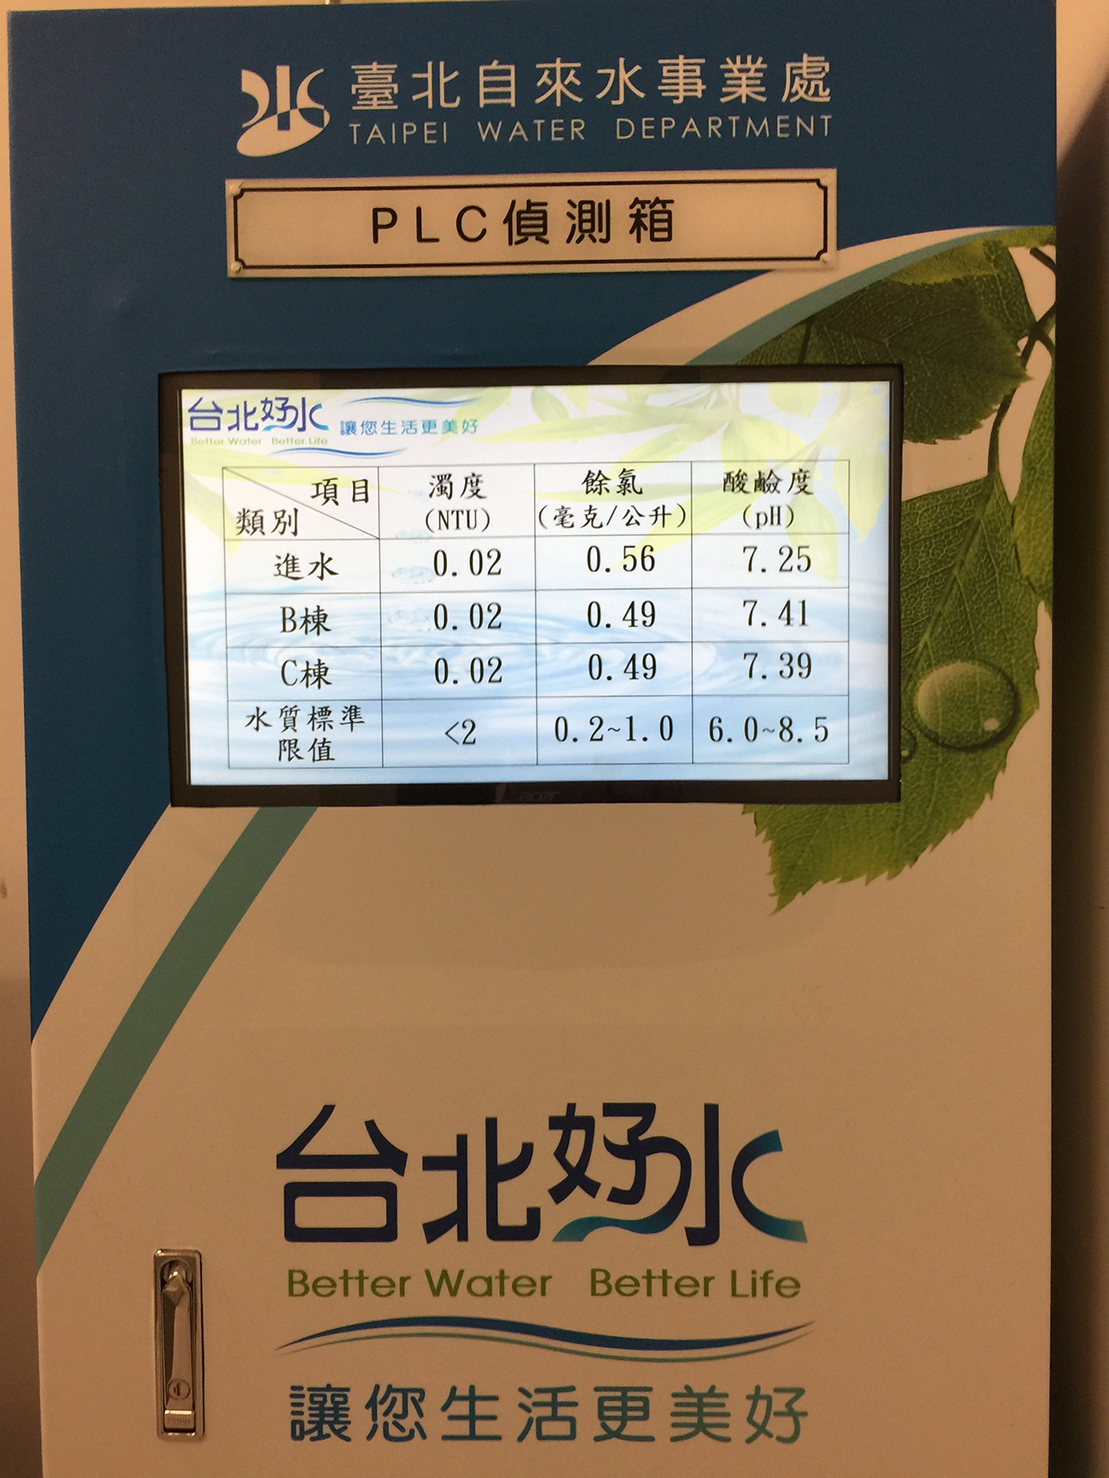 臺北自來水事業處
TAIPEI WATER DEPARTMENT
PLC偵測箱
台北好水 讓您生活更美好
Better Water Better Life
項目 濁度 餘氯 酸鹼度
類別 (NTU) (毫克/公升) (pH)
進水 0.02 0.56 7.25
B棟 0.02 0.49 7.41
C棟 0.02 0.49 7.39
水質標準限值 <2 0.2~1.0 6.0~8.5
acer
台北好水
Better Water Better Life
讓您生活更美好
PUSH